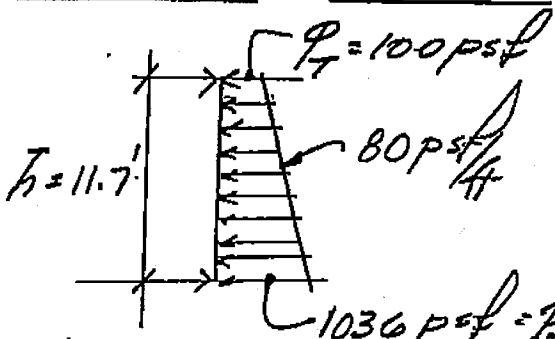 P_T = 100 psf
80 psf/ft
h = 11.7'
1036 psf =